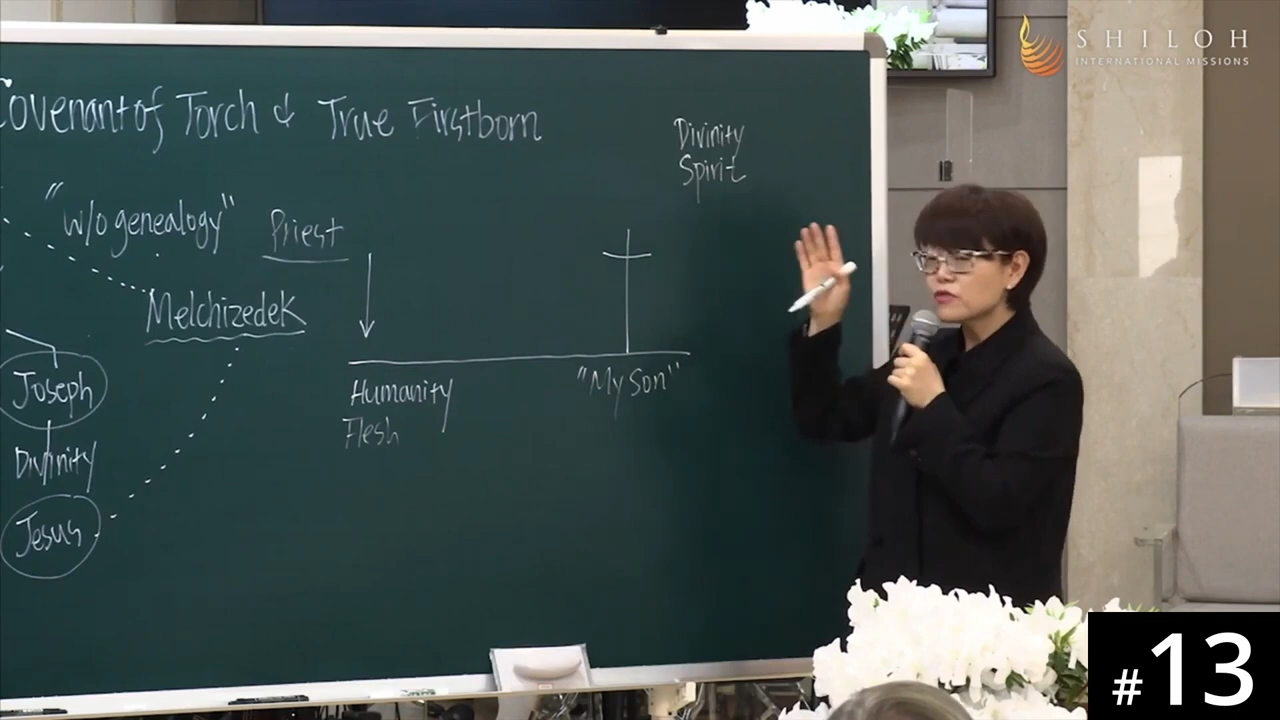 SHILOH
INTERNATIONAL MISSIONS
Covenant of Torch & True Firstborn
Divinity
Spirit
"w/o genealogy" Priest
Melchizedek
Joseph
Humanity
Flesh
"My Son"
Divinity
Jesus
#13